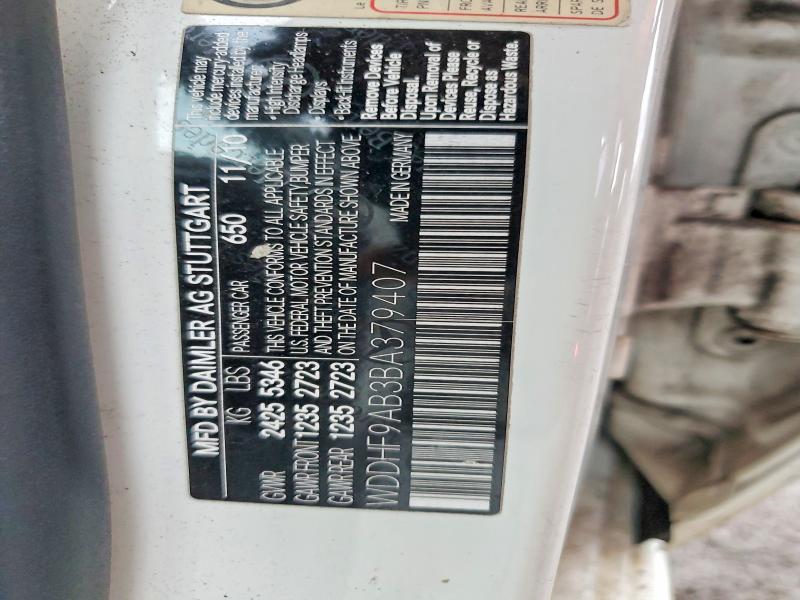 MFD BY DAIMLER AG STUTTGART
KG LBS PASSENGER CAR 650 11/10
GVWR 2425 5346 THIS VEHICLE CONFORMS TO ALL APPLICABLE
GAWR FRONT 1235 2723 U.S. FEDERAL MOTOR VEHICLE SAFETY, BUMPER
AND THEFT PREVENTION STANDARDS IN EFFECT
GAWR REAR 1235 2723 ON THE DATE OF MANUFACTURE SHOWN ABOVE
WDDHF9AB3BA379407 MADE IN GERMANY
This vehicle may
include mercury-added
devices installed by the
manufacturer:
• High Intensity
Discharge Headlamps
• Displays
• Back-lit Instruments
Remove Devices
Before Vehicle
Disposal.
Upon Removal of
Devices Please
Reuse, Recycle or
Dispose as
Hazardous Waste.